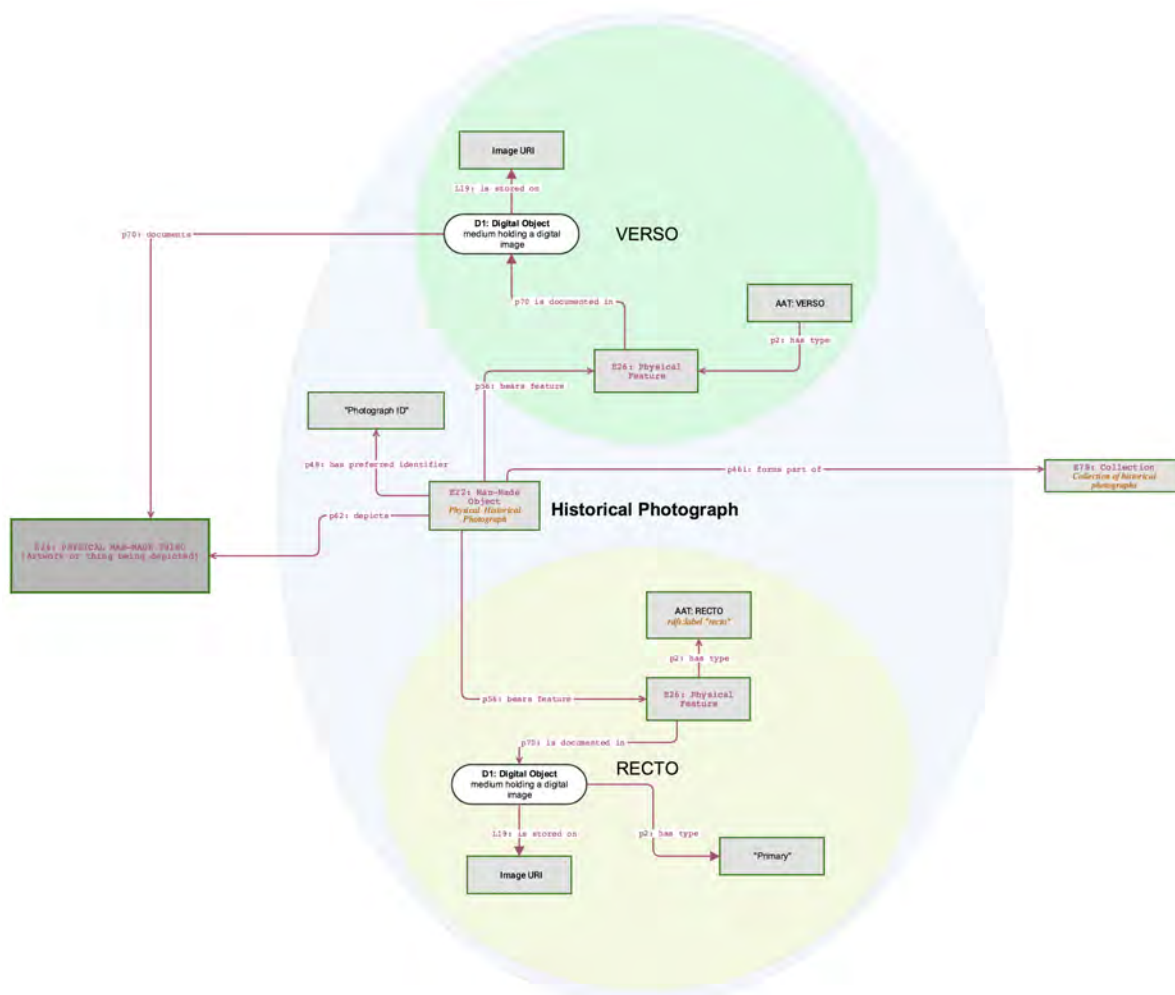 Image URI
L19: is stored on
D1: Digital Object
medium holding a digital
image
VERSO
p70: documents
p70 is documented in
AAT: VERSO
p2: has type
E26: Physical
Feature
p56: bears feature
"Photograph ID"
p48: has preferred identifier
p46i: forms part of
E78: Collection
Collection of historical
photographs
E22: Man-Made
Object
Physical Historical
Photograph
Historical Photograph
p62: depicts
E24: PHYSICAL MAN-MADE THING
(Artwork or thing being depicted)
AAT: RECTO
rdfs:label "recto"
p2: has type
E26: Physical
Feature
p56: bears feature
p70: is documented in
RECTO
D1: Digital Object
medium holding a digital
image
L19: is stored on
p2: has type
"Primary"
Image URI